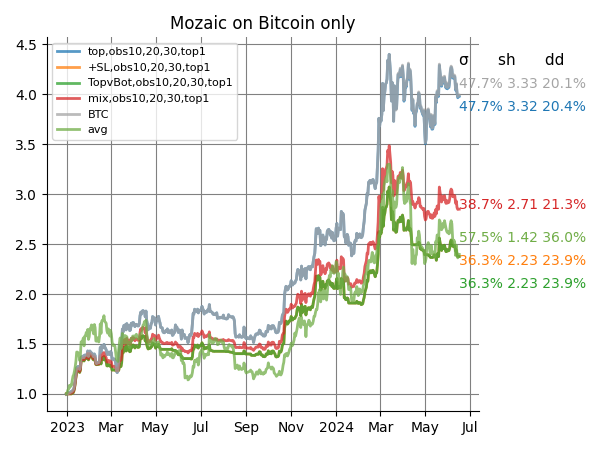 Mozaic on Bitcoin only
4.5
4.0
3.5
3.0
2.5
2.0
1.5
1.0
top,obs10,20,30,top1
+SL,obs10,20,30,top1
TopvBot,obs10,20,30,top1
mix,obs10,20,30,top1
BTC
avg
σ sh dd
47.7% 3.33 20.1%
47.7% 3.32 20.4%
38.7% 2.71 21.3%
57.5% 1.42 36.0%
36.3% 2.23 23.9%
36.3% 2.23 23.9%
2023 Mar May Jul Sep Nov 2024 Mar May Jul